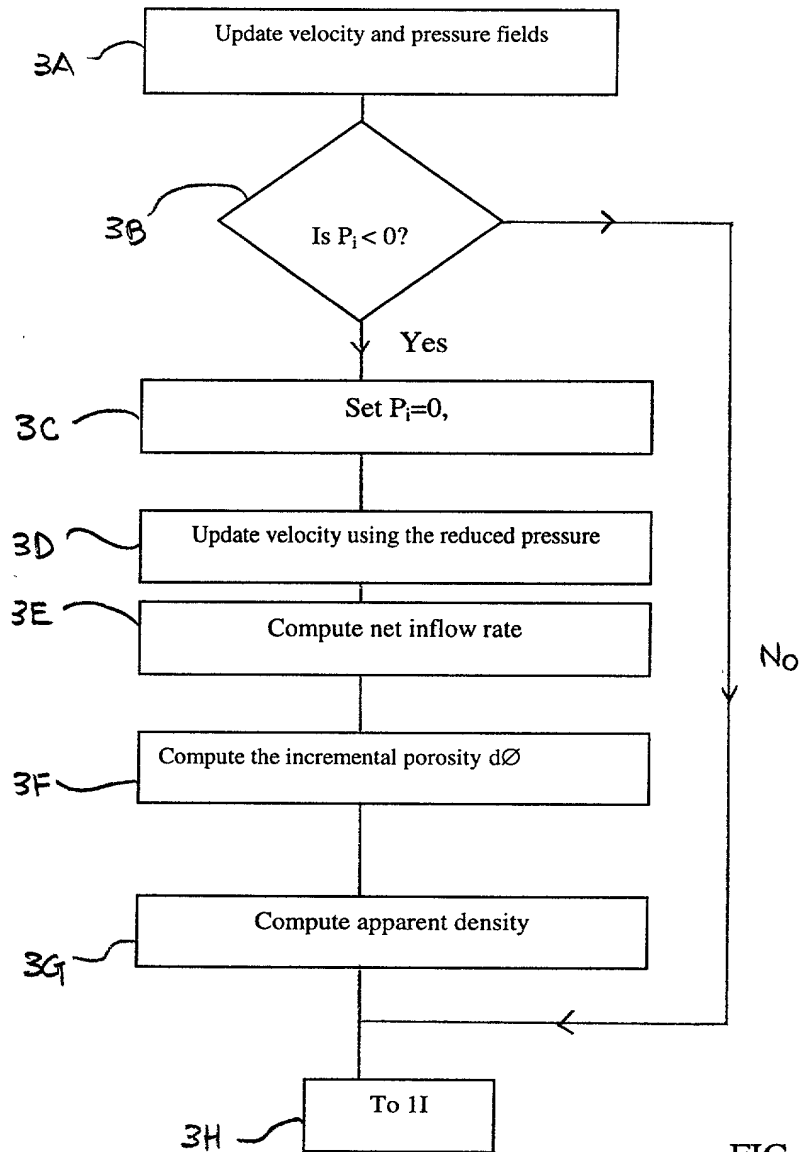 Update velocity and pressure fields
3A
3B
Is Pi < 0?
Yes
Set Pi=0,
3C
Update velocity using the reduced pressure
3D
3E
Compute net inflow rate
No
Compute the incremental porosity d∅
3F
Compute apparent density
3G
To 1I
3H
FIG